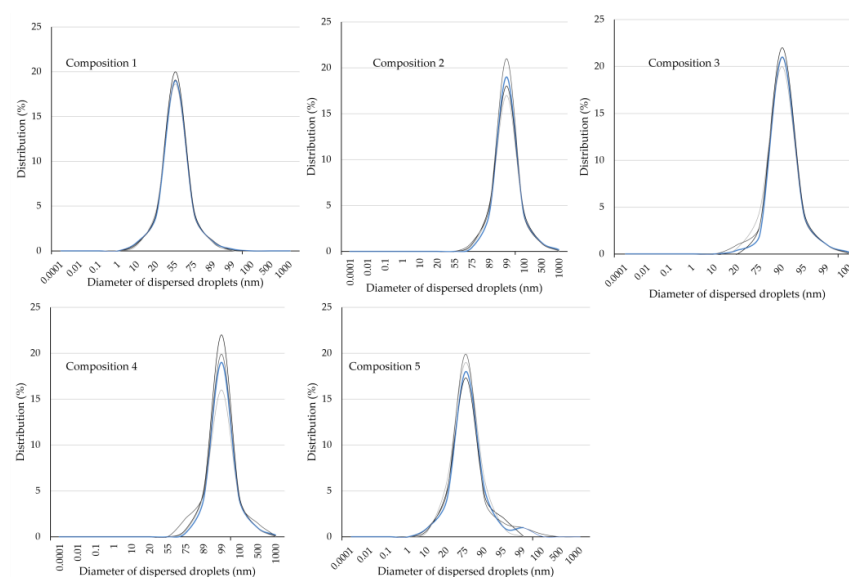 Composition 1
Distribution (%)
25
20
15
10
5
0
0.0001 0.01 0.1 1 10 20 55 75 89 99 100 500 1000
Diameter of dispersed droplets (nm)
Composition 2
Distribution (%)
25
20
15
10
5
0
0.0001 0.01 0.1 1 10 20 55 75 89 99 100 500 1000
Diameter of dispersed droplets (nm)
Composition 3
Distribution (%)
25
20
15
10
5
0
0.0001 0.01 0.1 1 10 20 75 90 95 99 100
Diameter of dispersed droplets (nm)
Composition 4
Distribution (%)
25
20
15
10
5
0
0.0001 0.01 0.1 1 10 20 55 75 89 99 100 500 1000
Diameter of dispersed droplets (nm)
Composition 5
Distribution (%)
25
20
15
10
5
0
0.0001 0.01 0.1 1 10 20 75 90 95 99 100 500 1000
Diameter of dispersed droplets (nm)